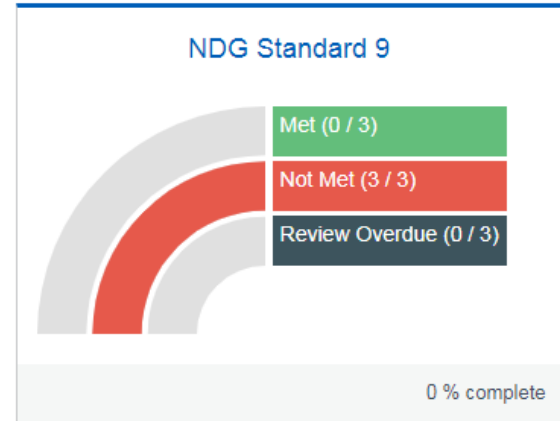 NDG Standard 9
Met (0 / 3)
Not Met (3 / 3)
Review Overdue (0 / 3)
0 % complete